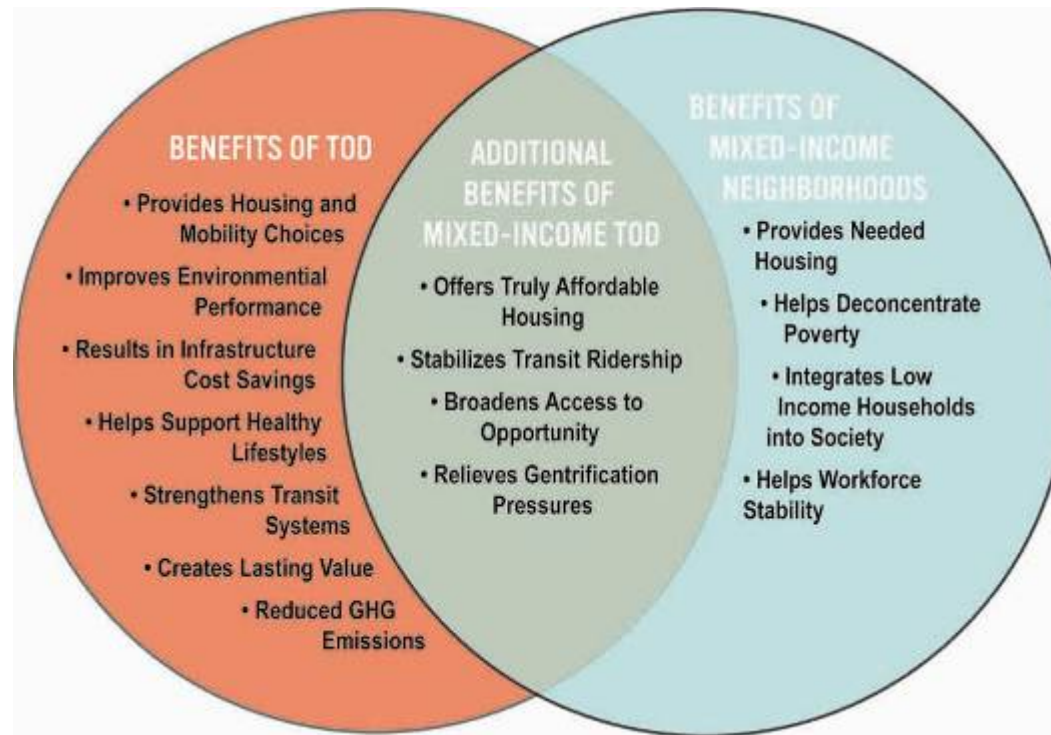 BENEFITS OF TOD
• Provides Housing and
Mobility Choices
• Improves Environmental
Performance
• Results in Infrastructure
Cost Savings
• Helps Support Healthy
Lifestyles
• Strengthens Transit
Systems
• Creates Lasting Value
• Reduced GHG
Emissions
ADDITIONAL
BENEFITS OF
MIXED-INCOME TOD
• Offers Truly Affordable
Housing
• Stabilizes Transit Ridership
• Broadens Access to
Opportunity
• Relieves Gentrification
Pressures
BENEFITS OF
MIXED-INCOME
NEIGHBORHOODS
• Provides Needed
Housing
• Helps Deconcentrate
Poverty
• Integrates Low
Income Households
into Society
• Helps Workforce
Stability